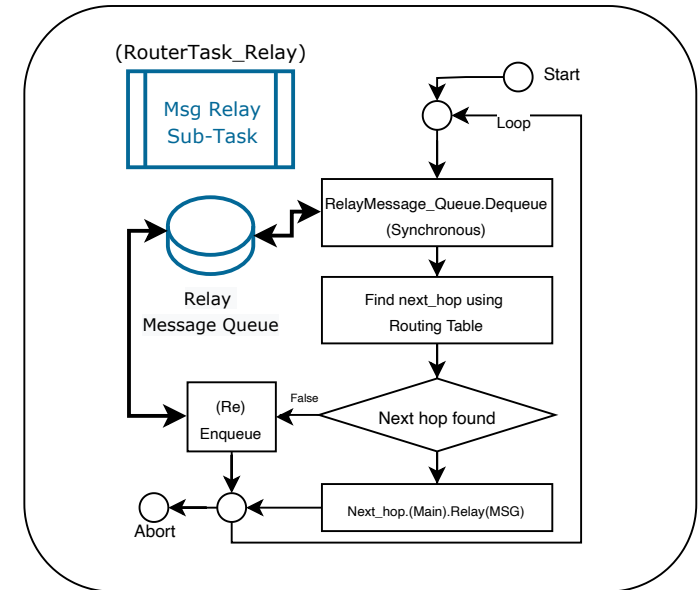 (RouterTask_Relay)
Msg Relay
Sub-Task
Start
Loop
RelayMessage_Queue.Dequeue
(Synchronous)
Relay
Message Queue
Find next_hop using
Routing Table
(Re)
Enqueue
False
Next hop found
Next_hop.(Main).Relay(MSG)
Abort